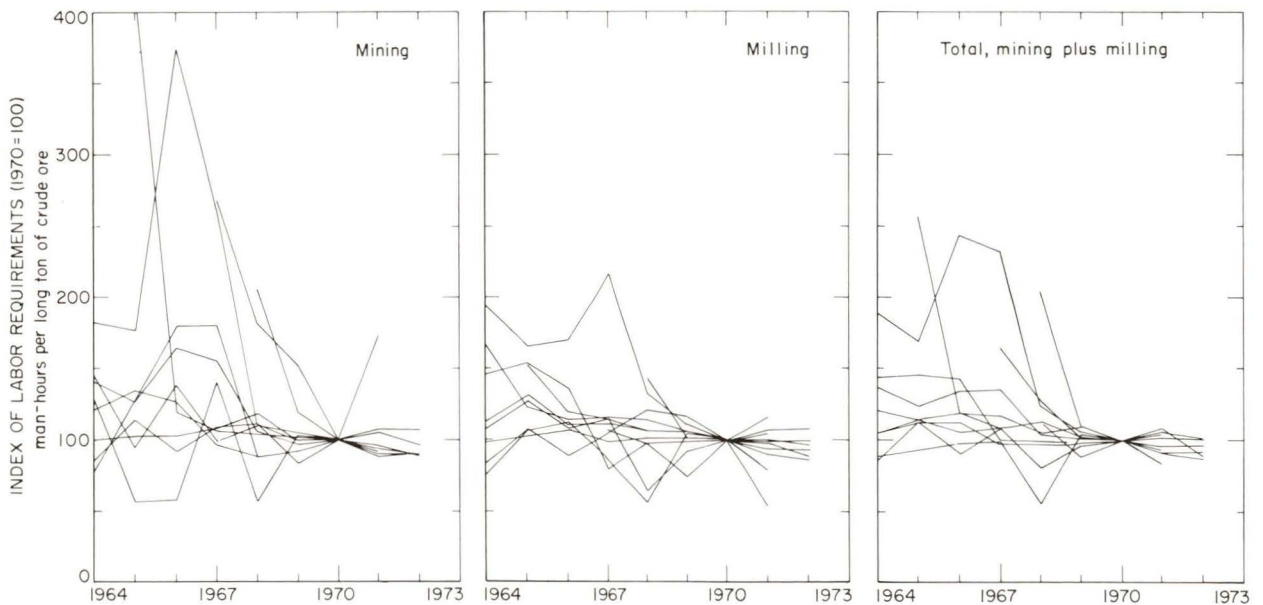 INDEX OF LABOR REQUIREMENTS (1970=100)
man-hours per long ton of crude ore
400
300
200
100
0
Mining
1964 1967 1970 1973
Milling
1964 1967 1970 1973
Total, mining plus milling
1964 1967 1970 1973